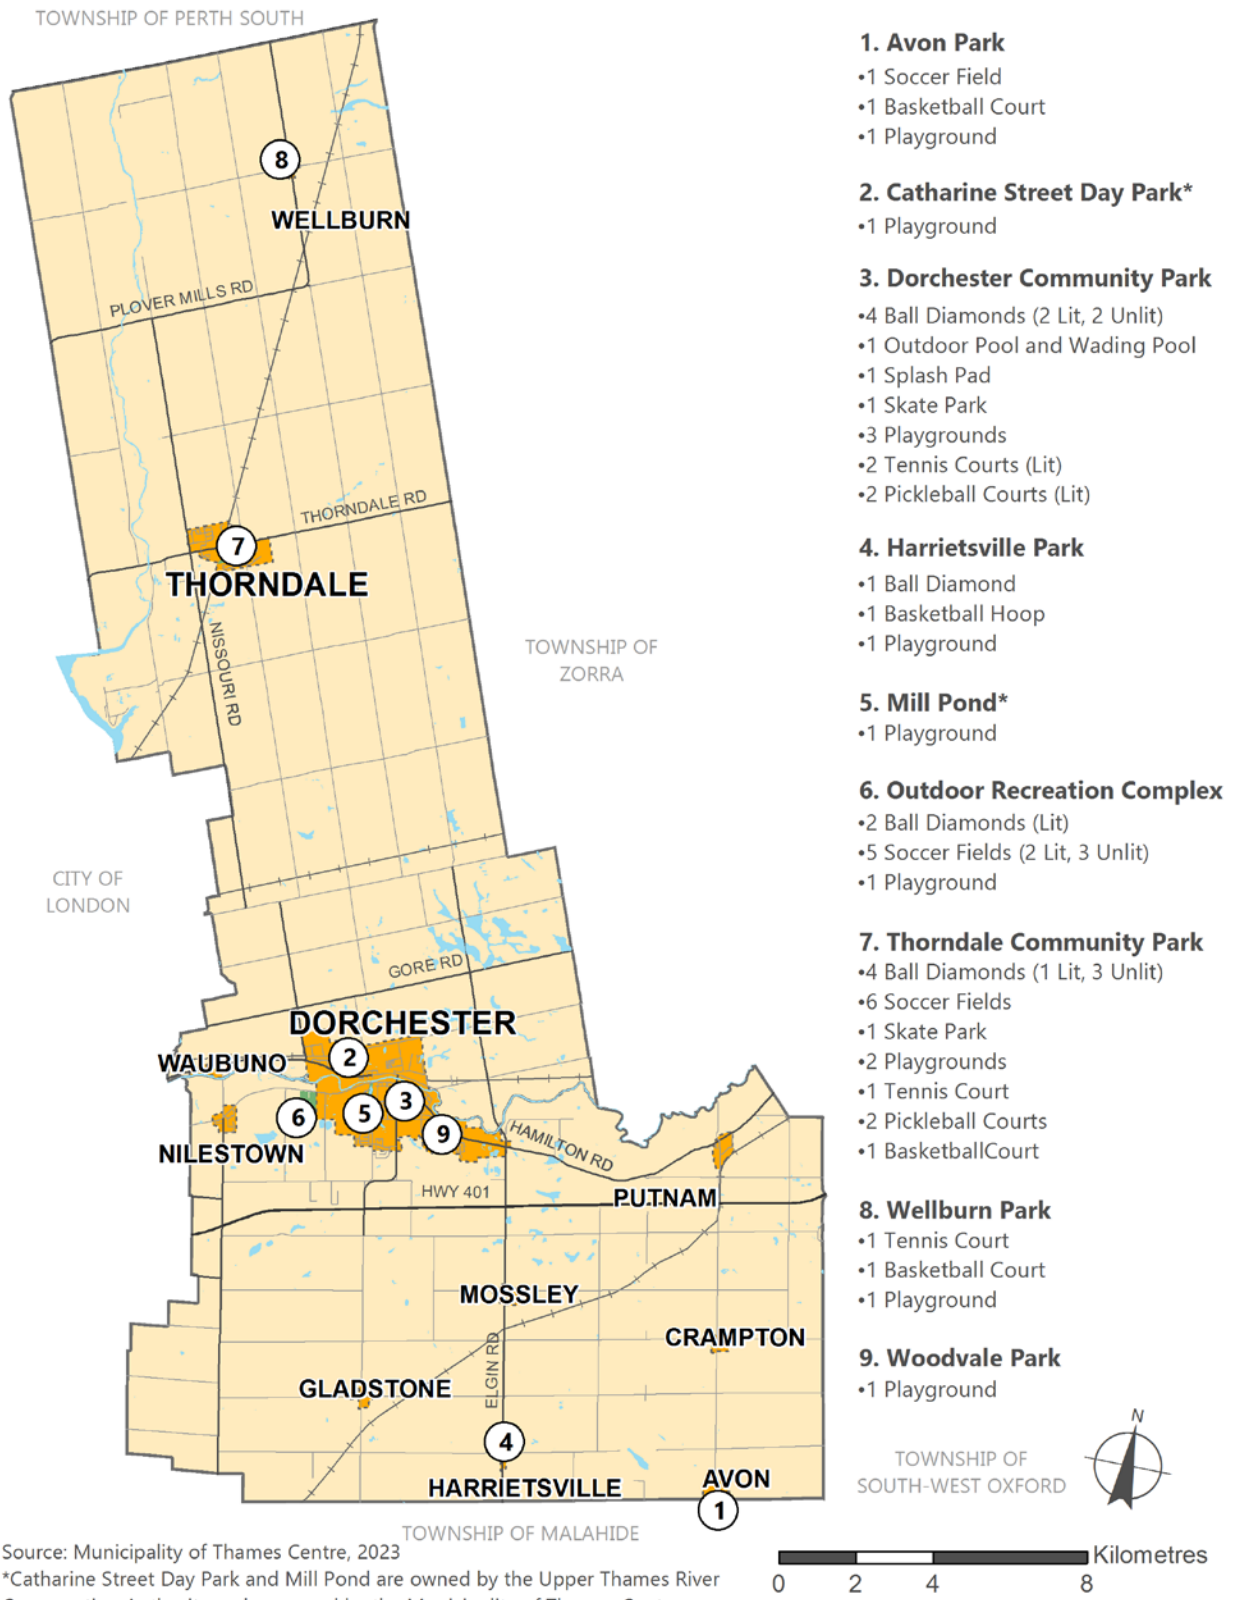 TOWNSHIP OF PERTH SOUTH
8
WELLBURN
PLOVER MILLS RD
THORNDALE RD
7
THORNDALE
NISSOURI RD
TOWNSHIP OF
ZORRA
CITY OF
LONDON
GORE RD
DORCHESTER
WAUBUNO
2
3
5
6
9
NILESTOWN
HAMILTON RD
HWY 401
PUTNAM
MOSSLEY
CRAMPTON
ELGIN RD
GLADSTONE
4
HARRIETSVILLE
AVON
1
TOWNSHIP OF MALAHIDE
1. Avon Park
•1 Soccer Field
•1 Basketball Court
•1 Playground
2. Catharine Street Day Park*
•1 Playground
3. Dorchester Community Park
•4 Ball Diamonds (2 Lit, 2 Unlit)
•1 Outdoor Pool and Wading Pool
•1 Splash Pad
•1 Skate Park
•3 Playgrounds
•2 Tennis Courts (Lit)
•2 Pickleball Courts (Lit)
4. Harrietsville Park
•1 Ball Diamond
•1 Basketball Hoop
•1 Playground
5. Mill Pond*
•1 Playground
6. Outdoor Recreation Complex
•2 Ball Diamonds (Lit)
•5 Soccer Fields (2 Lit, 3 Unlit)
•1 Playground
7. Thorndale Community Park
•4 Ball Diamonds (1 Lit, 3 Unlit)
•6 Soccer Fields
•1 Skate Park
•2 Playgrounds
•1 Tennis Court
•2 Pickleball Courts
•1 BasketballCourt
8. Wellburn Park
•1 Tennis Court
•1 Basketball Court
•1 Playground
9. Woodvale Park
•1 Playground
N
TOWNSHIP OF
SOUTH-WEST OXFORD
Kilometres
0 2 4 8
Source: Municipality of Thames Centre, 2023
*Catharine Street Day Park and Mill Pond are owned by the Upper Thames River